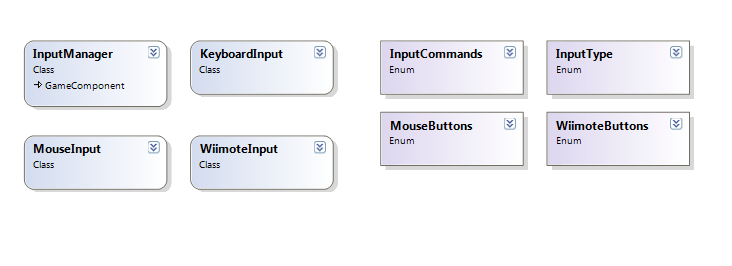 InputManager
Class
→ GameComponent
KeyboardInput
Class
InputCommands
Enum
InputType
Enum
MouseInput
Class
WiimoteInput
Class
MouseButtons
Enum
WiimoteButtons
Enum